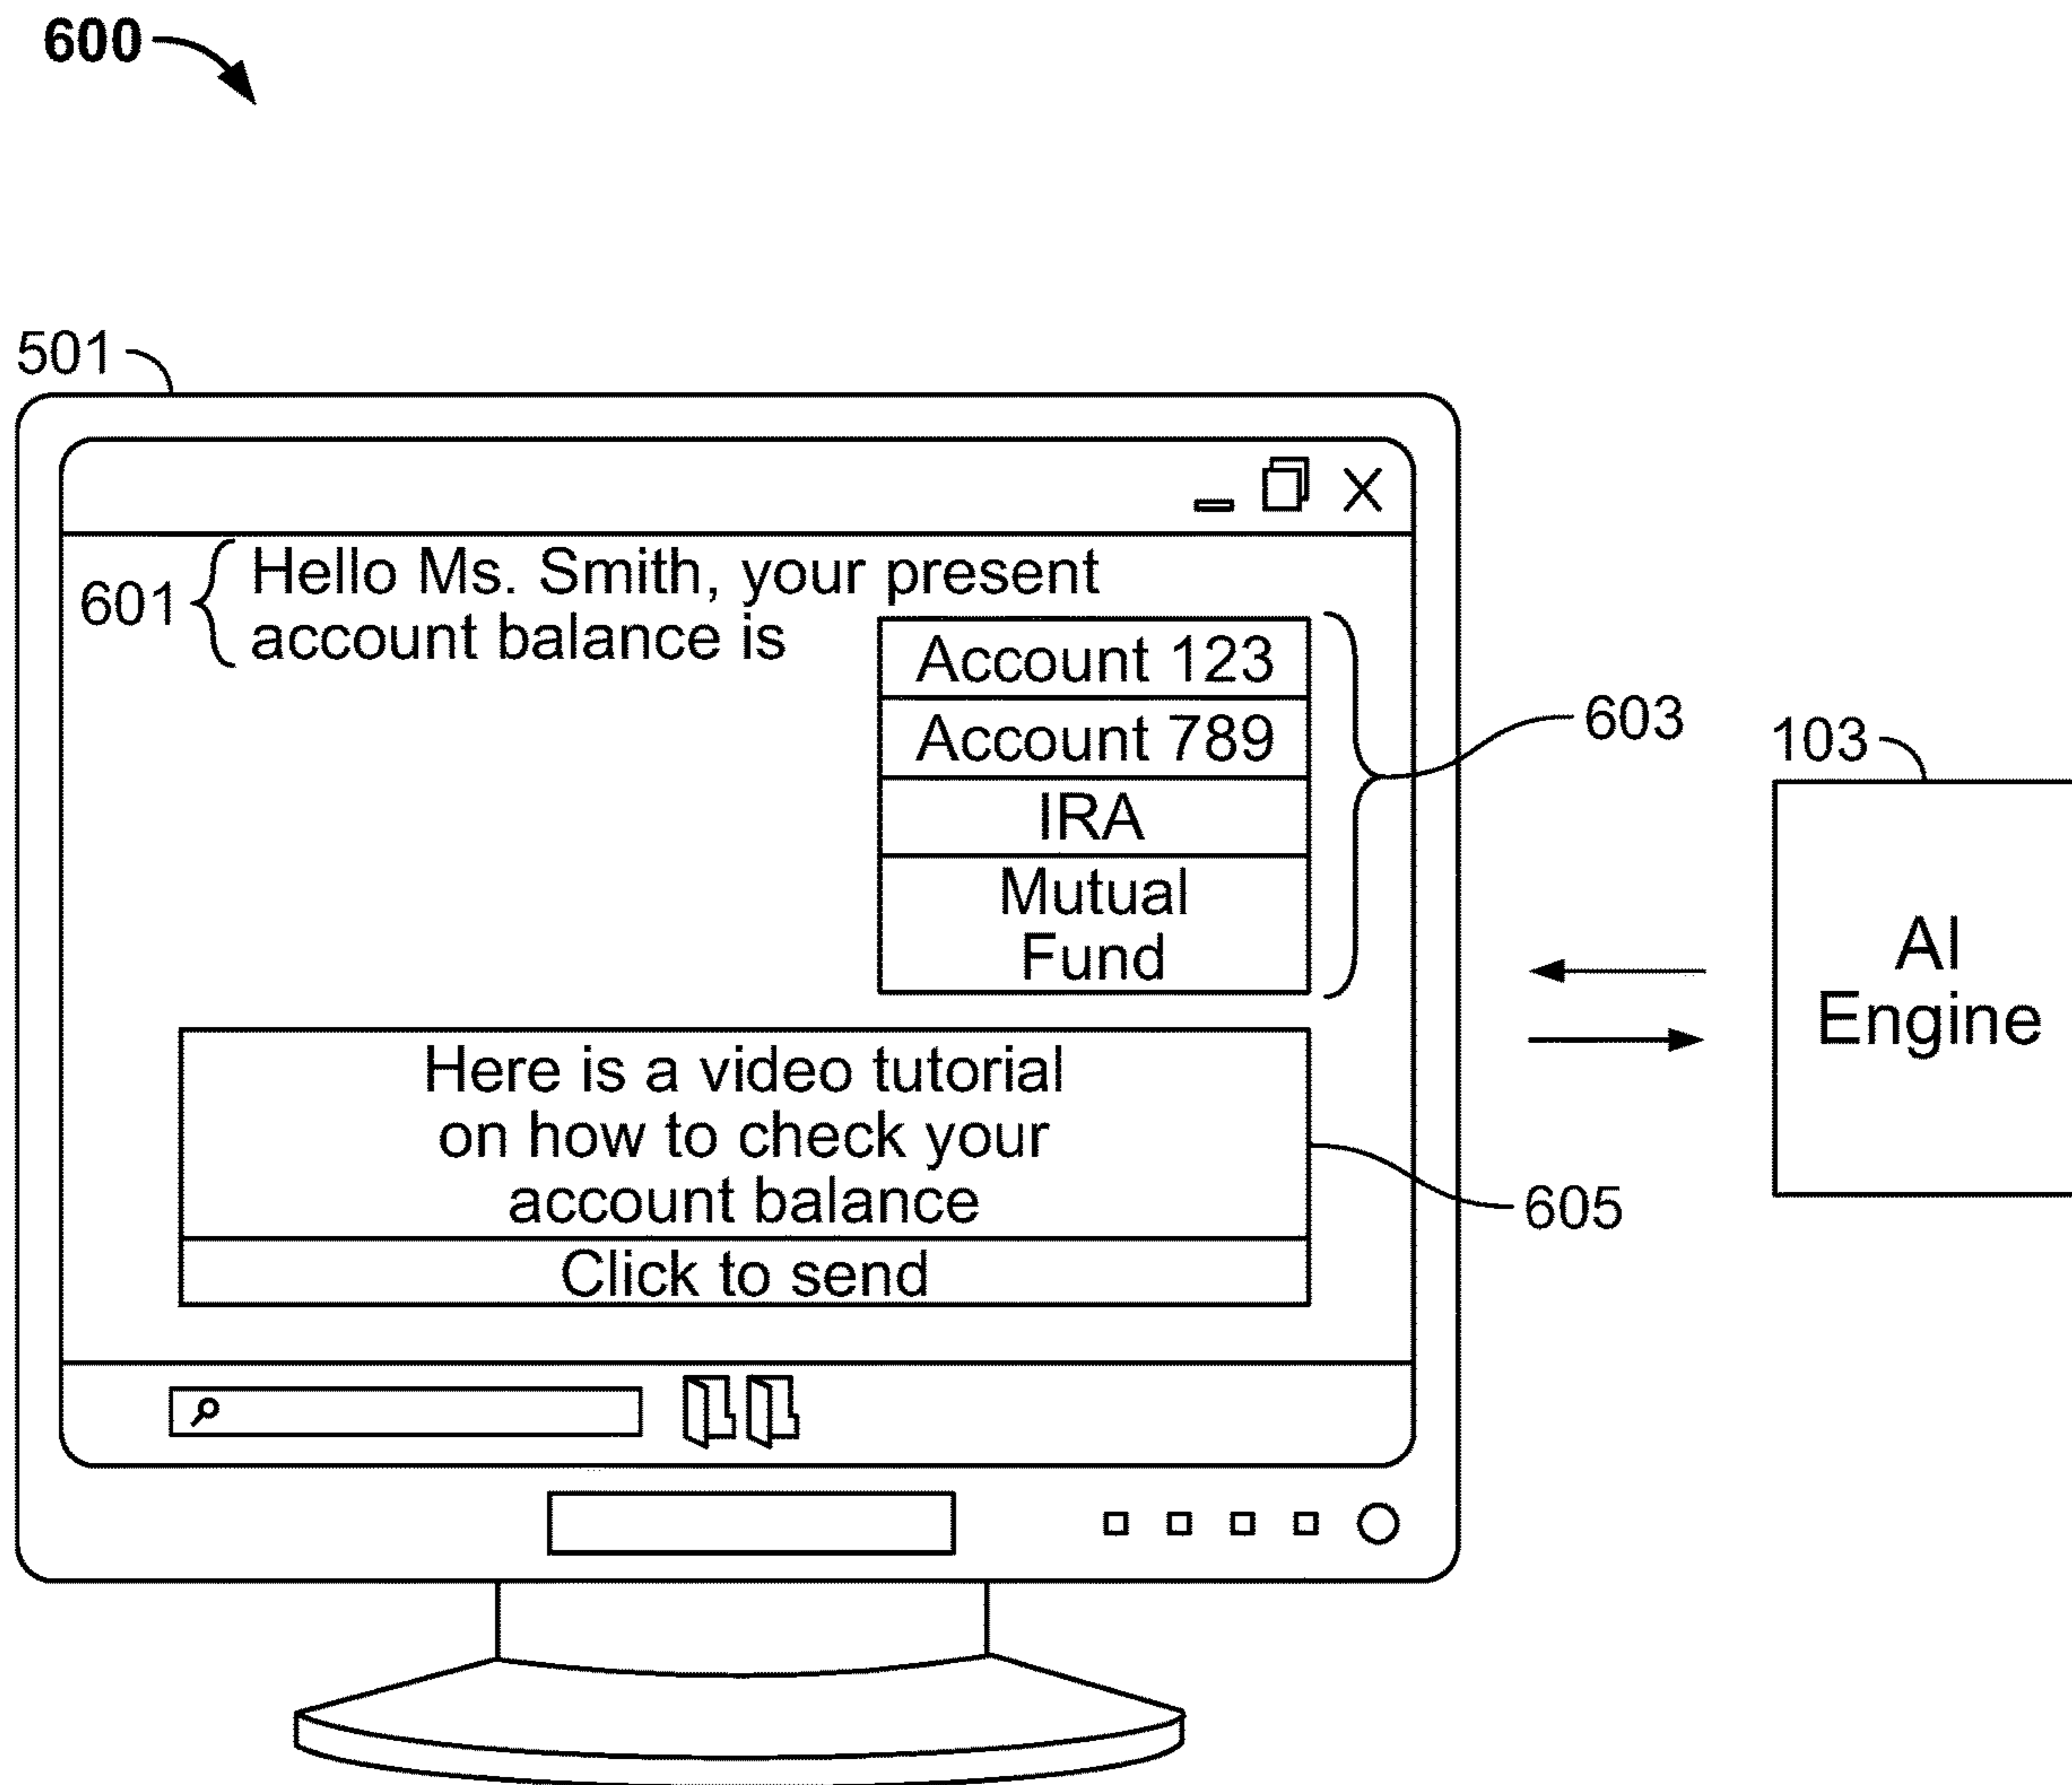 600
501
601
Hello Ms. Smith, your present
account balance is
Account 123
Account 789
IRA
Mutual
Fund
603
103
AI
Engine
Here is a video tutorial
on how to check your
account balance
605
Click to send